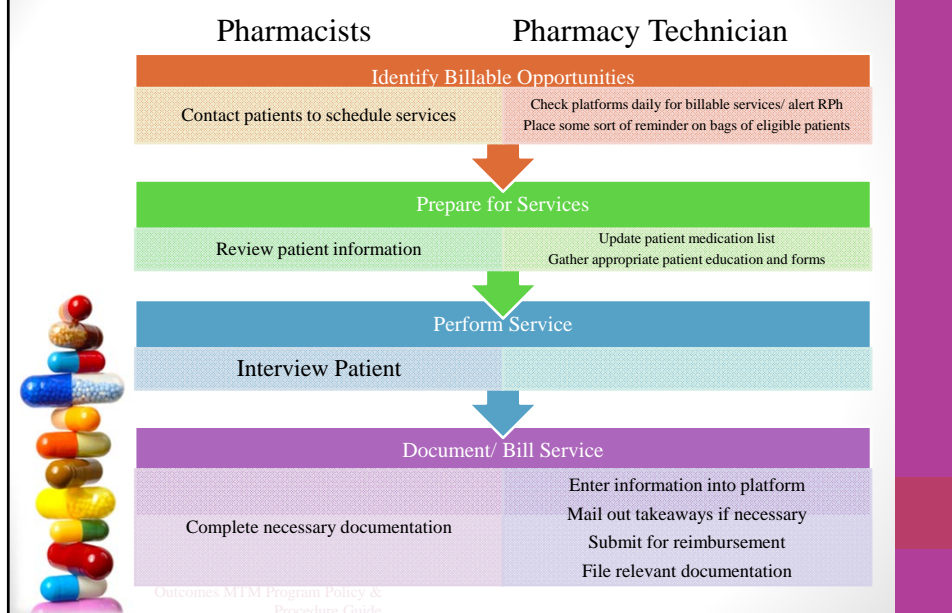 Pharmacists
Pharmacy Technician
Identify Billable Opportunities
Contact patients to schedule services
Check platforms daily for billable services/ alert RPh
Place some sort of reminder on bags of eligible patients
Prepare for Services
Review patient information
Update patient medication list
Gather appropriate patient education and forms
Perform Service
Interview Patient
Document/ Bill Service
Complete necessary documentation
Enter information into platform
Mail out takeaways if necessary
Submit for reimbursement
File relevant documentation
Outcomes MTM Program Policy &
Procedure Guide